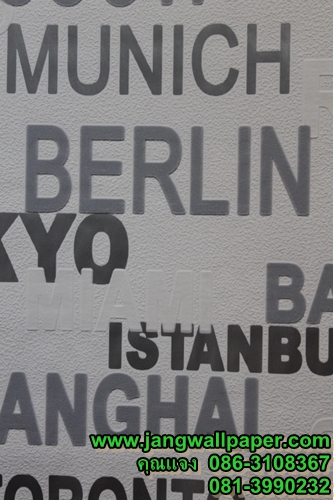 MUNICH
BERLIN
KYO
MIAMI
BA
ISTANBU
ANGHAI
ORONT
www.jangwallpaper.com
คุณแจง 086-3108367
081-3990232